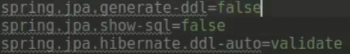 spring.jpa.generate-ddl=false
spring.jpa.show-sql=false
spring.jpa.hibernate.ddl-auto=validate